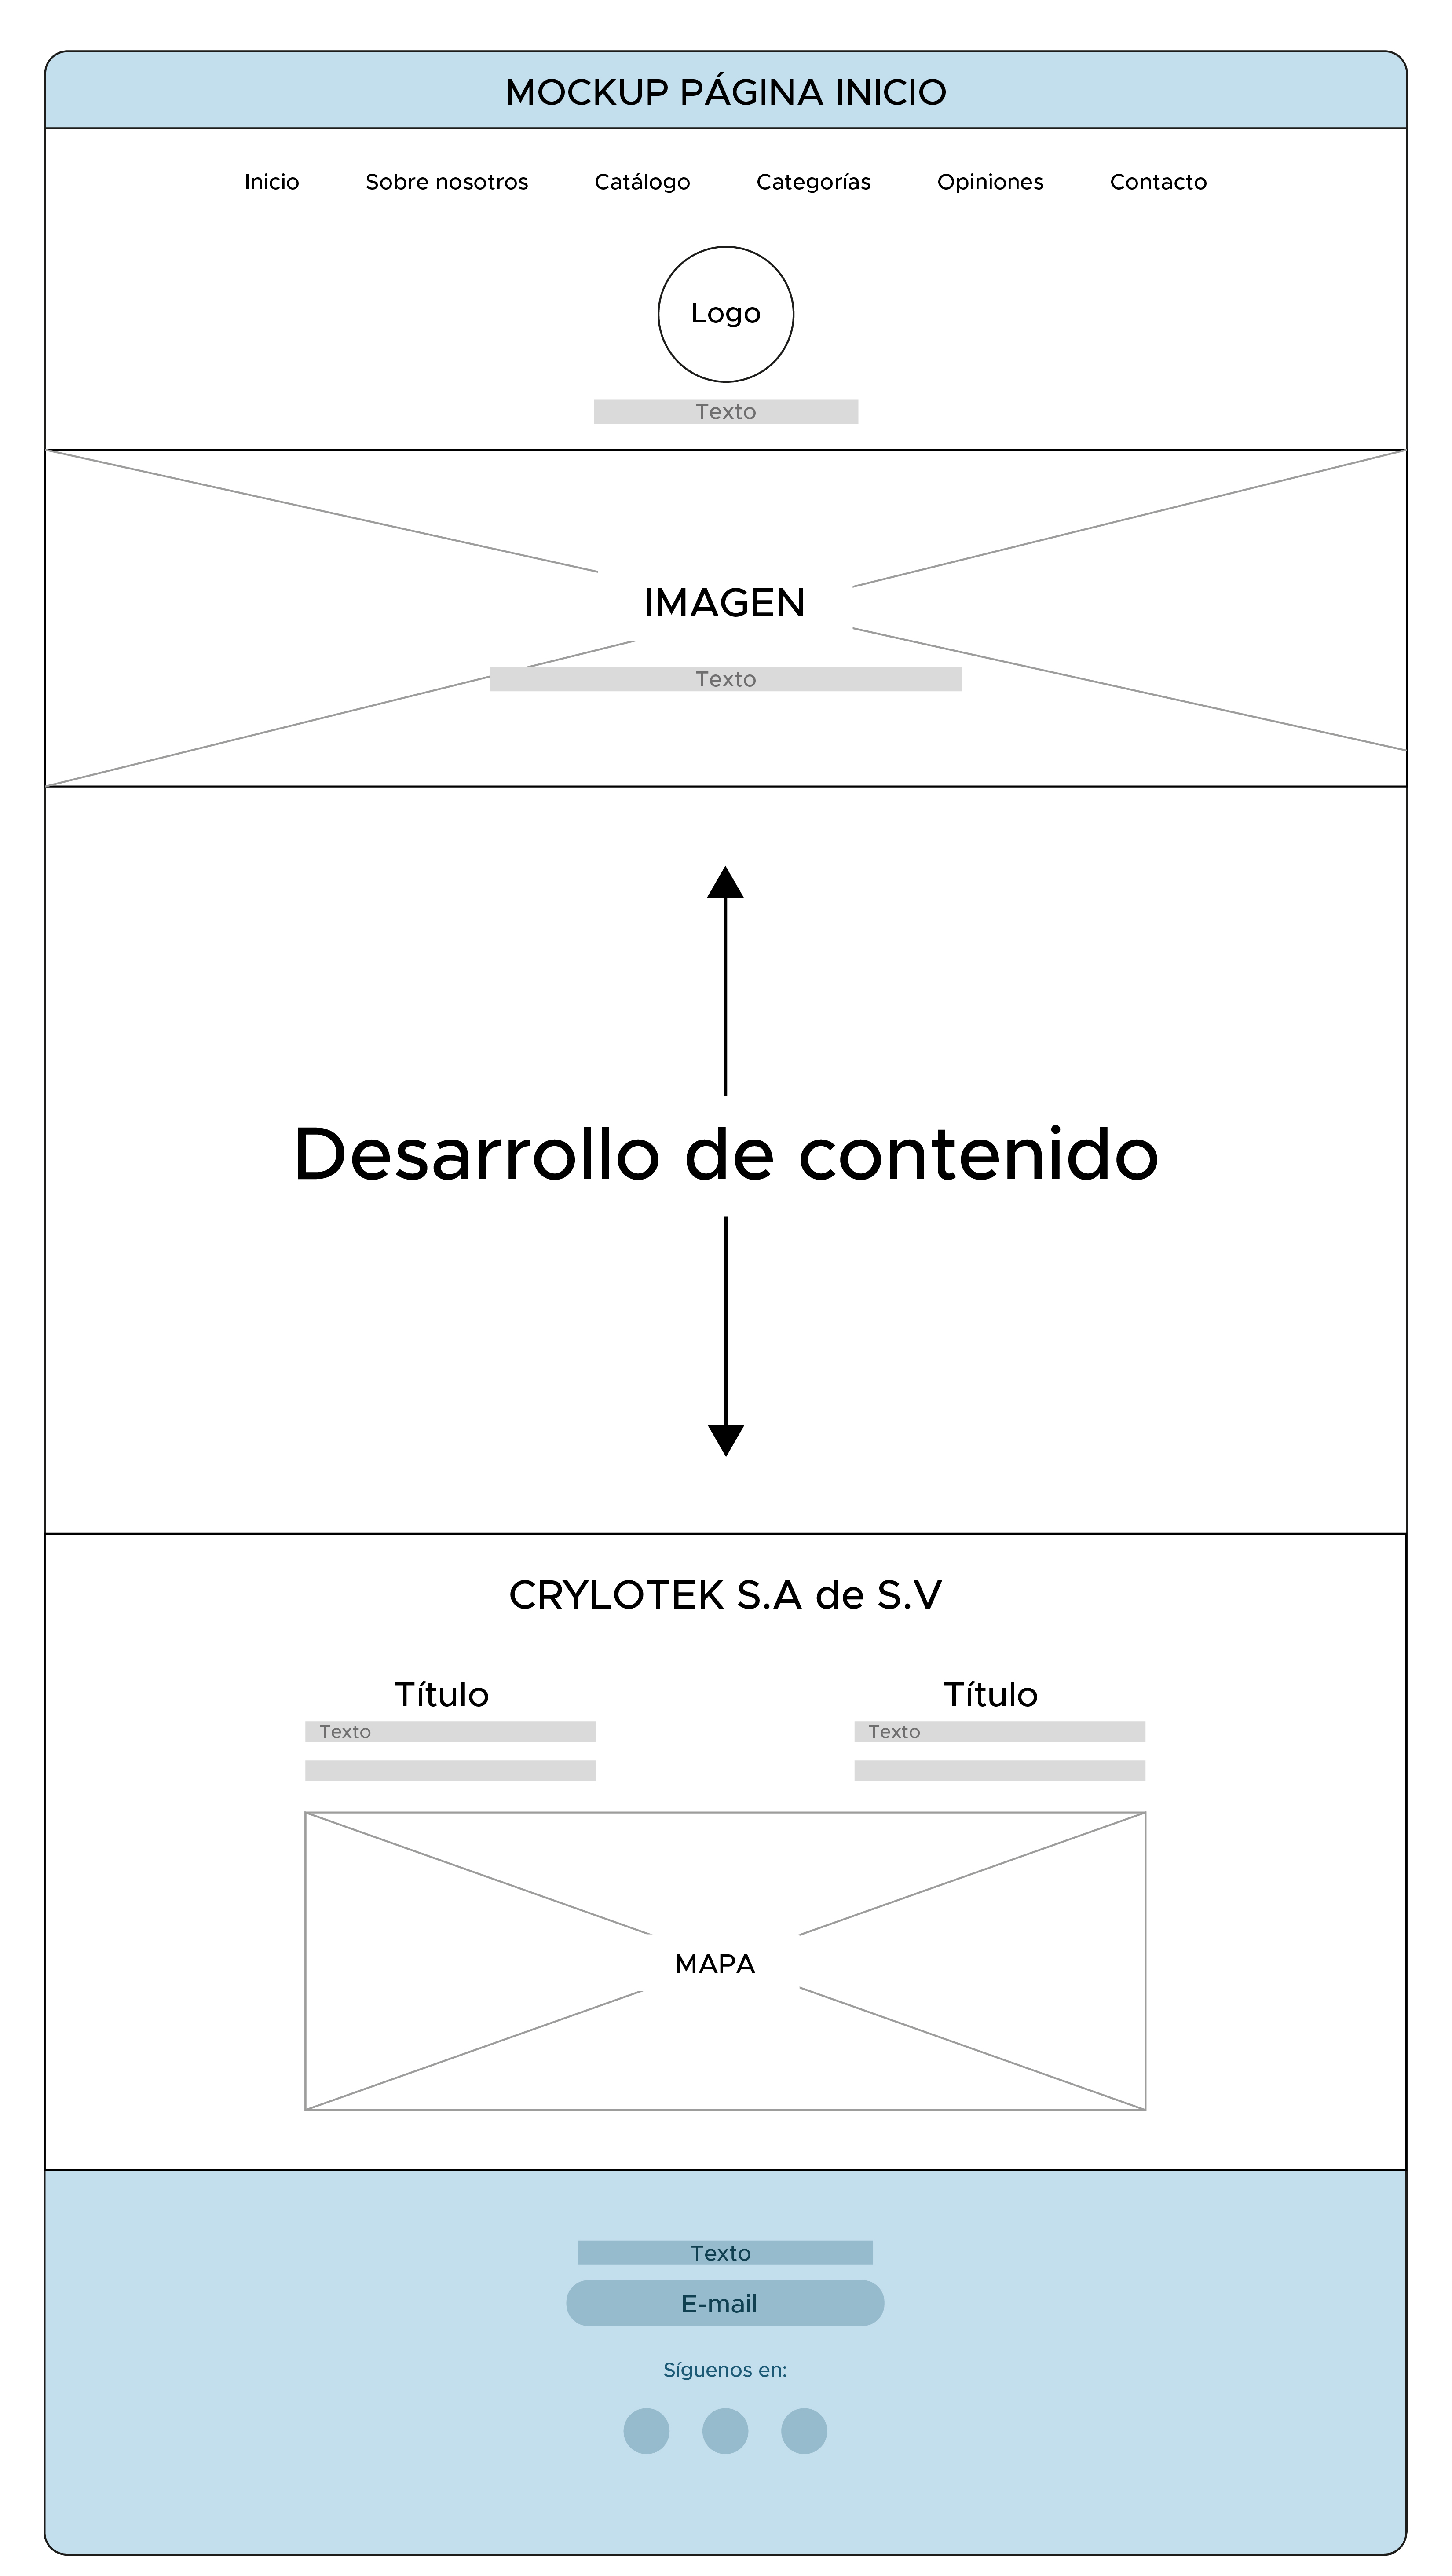 MOCKUP PÁGINA INICIO
Inicio Sobre nosotros Catálogo Categorías Opiniones Contacto
Logo
Texto
IMAGEN
Texto
Desarrollo de contenido
CRYLOTEK S.A de S.V
Título Título
Texto Texto
MAPA
Texto
E-mail
Síguenos en: